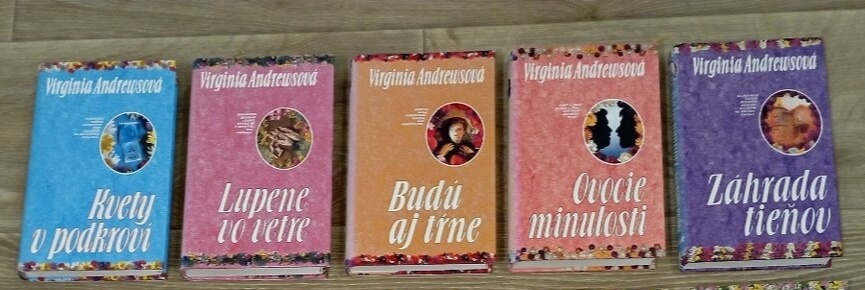 Virginia Andrewsová
Kvety
v podkroví
Virginia Andrewsová
Lupene
vo vetre
Virginia Andrewsová
Budú
aj tŕne
Virginia Andrewsová
Ovocie
minulosti
Virginia Andrewsová
Záhrada
tieňov